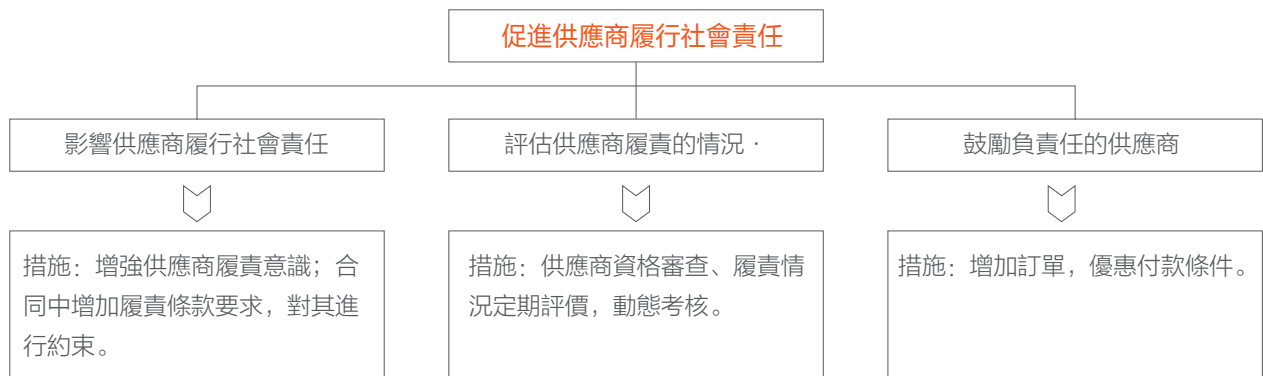 促進供應商履行社會責任
影響供應商履行社會責任
評估供應商履責的情況·
鼓勵負責任的供應商
措施：增強供應商履責意識；合
同中增加履責條款要求，對其進
行約束。
措施：供應商資格審查、履責情
況定期評價，動態考核。
措施：增加訂單，優惠付款條件。